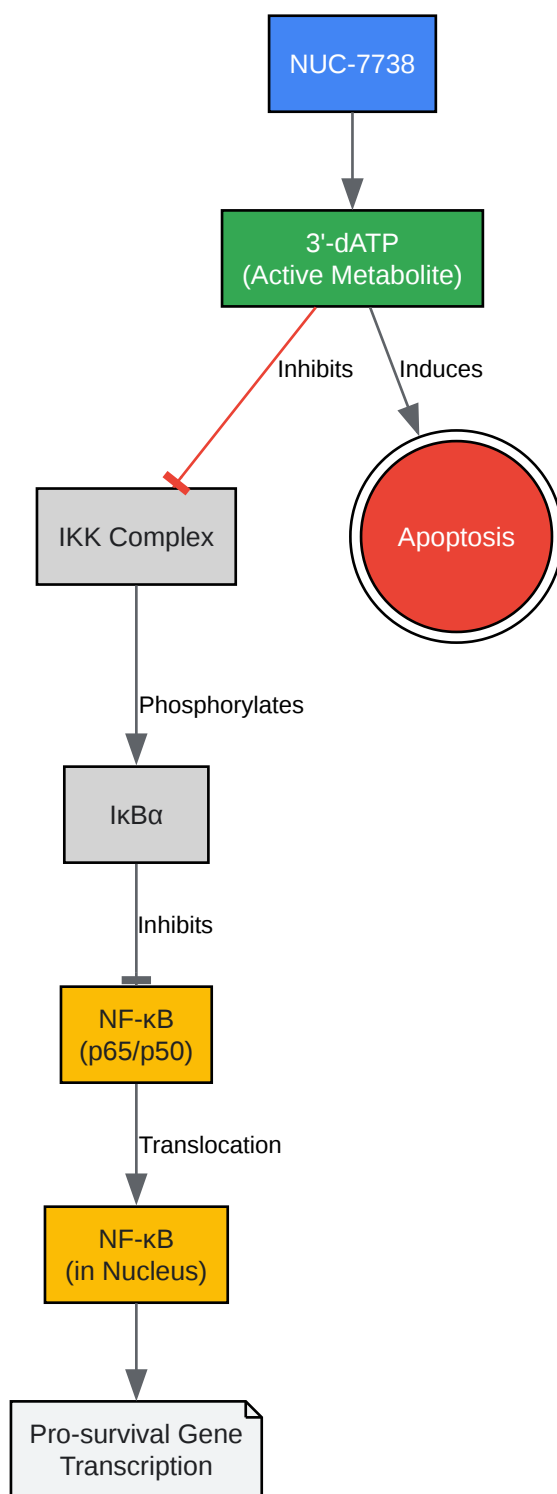 NUC-7738
3'-dATP
(Active Metabolite)
Inhibits
Induces
IKK Complex
Apoptosis
Phosphorylates
IκBα
Inhibits
NF-κB
(p65/p50)
Translocation
NF-κB
(in Nucleus)
Pro-survival Gene
Transcription